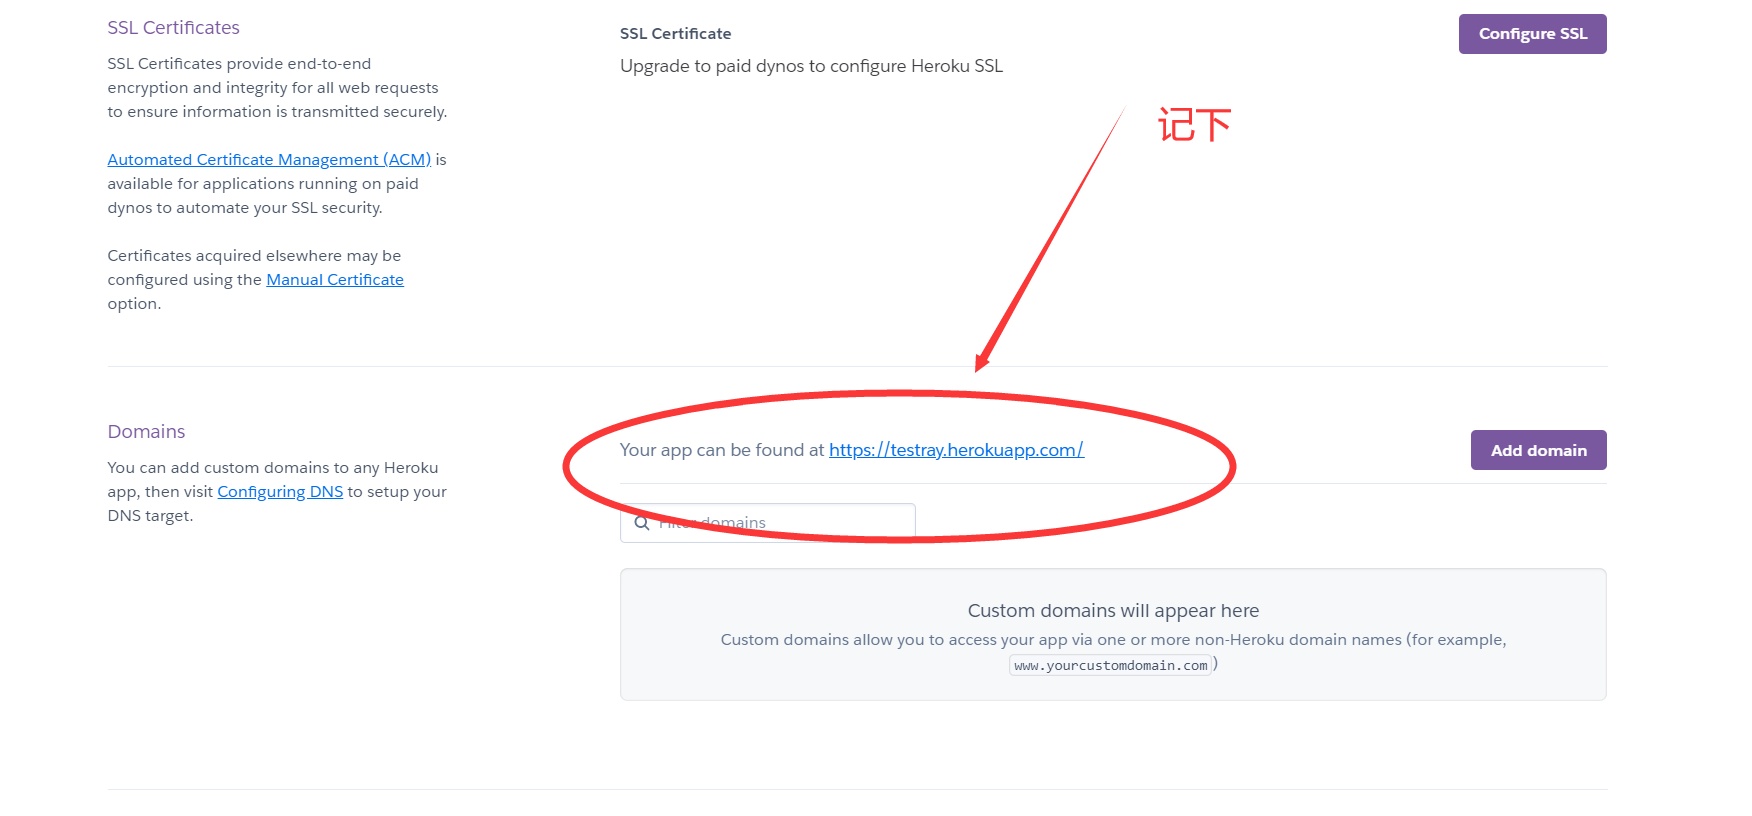 SSL Certificates
SSL Certificates provide end-to-end
encryption and integrity for all web requests
to ensure information is transmitted securely.
Automated Certificate Management (ACM) is
available for applications running on paid
dynos to automate your SSL security.
Certificates acquired elsewhere may be
configured using the Manual Certificate
option.
SSL Certificate
Upgrade to paid dynos to configure Heroku SSL
Configure SSL
记下
Domains
You can add custom domains to any Heroku
app, then visit Configuring DNS to setup your
DNS target.
Your app can be found at https://testray.herokuapp.com/
Add domain
Filter domains
Custom domains will appear here
Custom domains allow you to access your app via one or more non-Heroku domain names (for example,
www.yourcustomdomain.com)